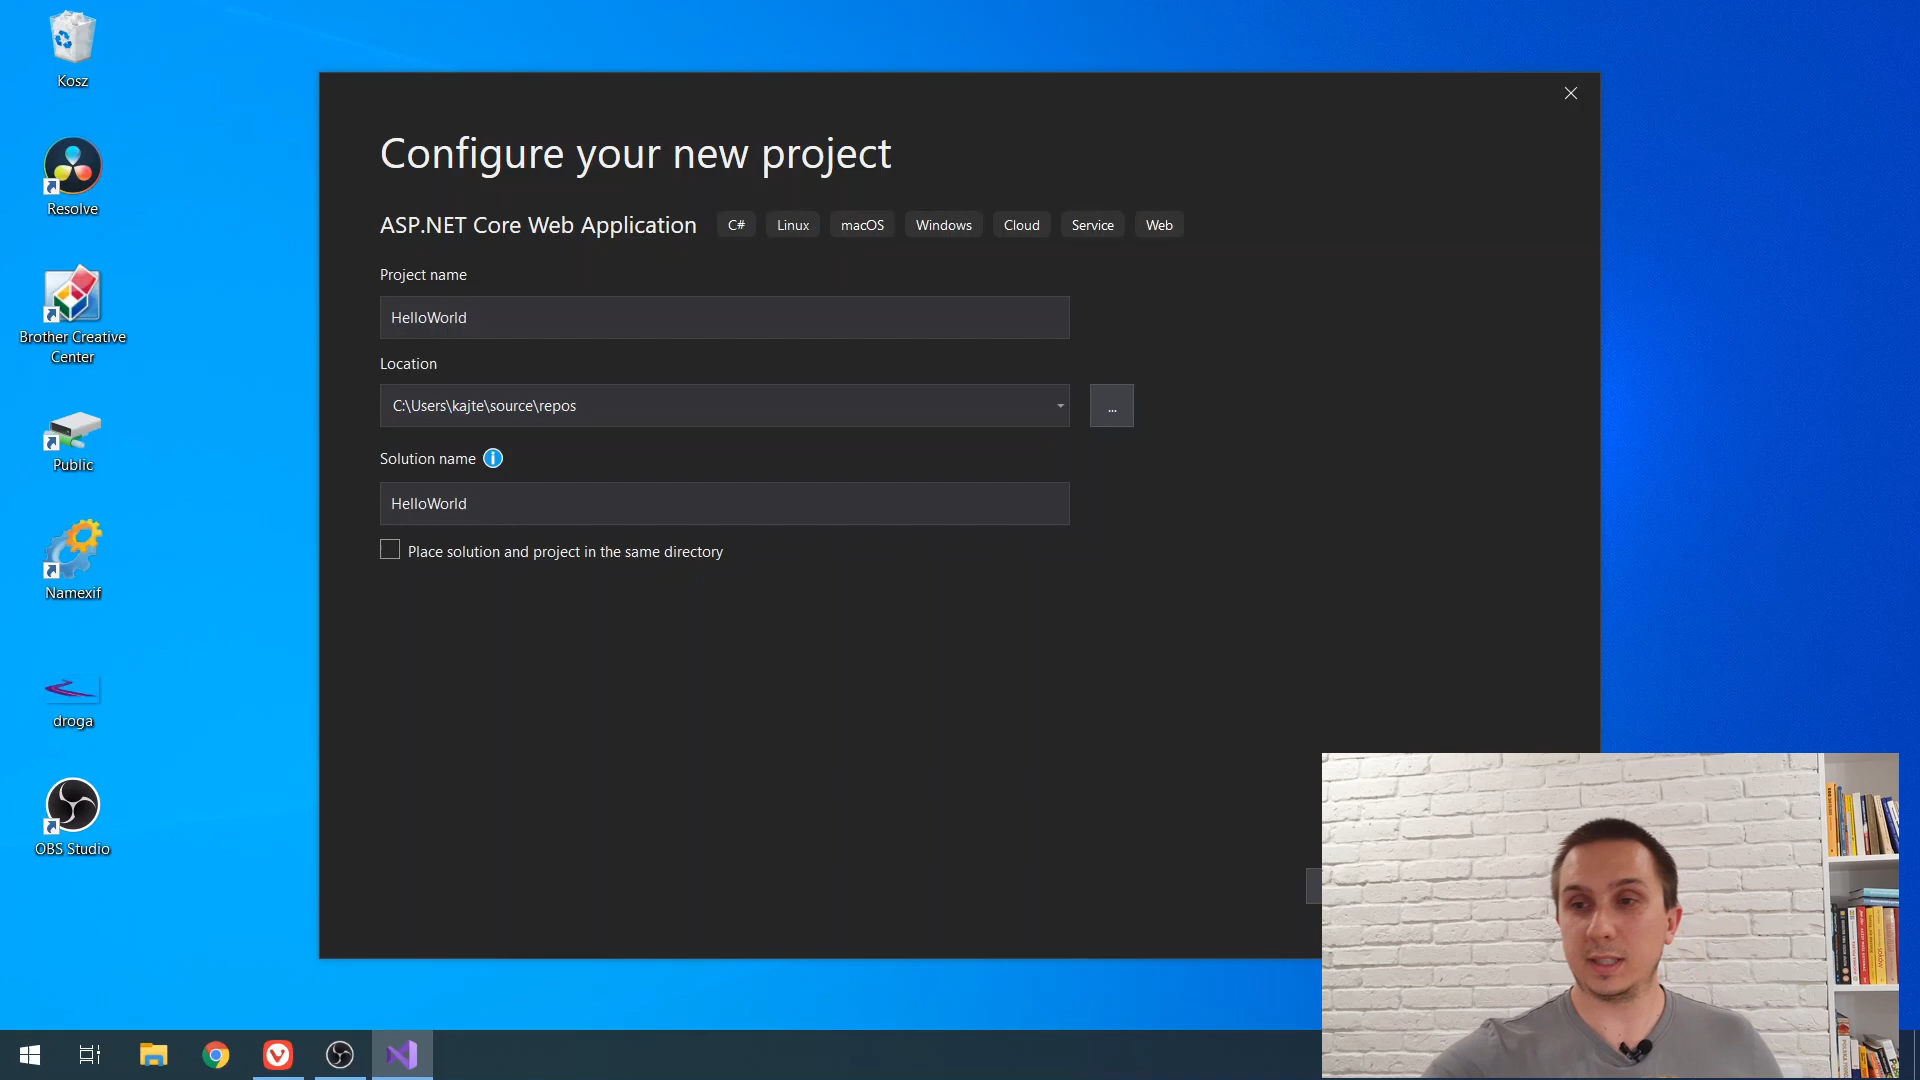 Kosz
Resolve
Brother Creative
Center
Public
Namexif
droga
OBS Studio
Configure your new project
ASP.NET Core Web Application C# Linux macOS Windows Cloud Service Web
Project name
HelloWorld
Location
C:\Users\kajte\source\repos
...
Solution name
HelloWorld
Place solution and project in the same directory